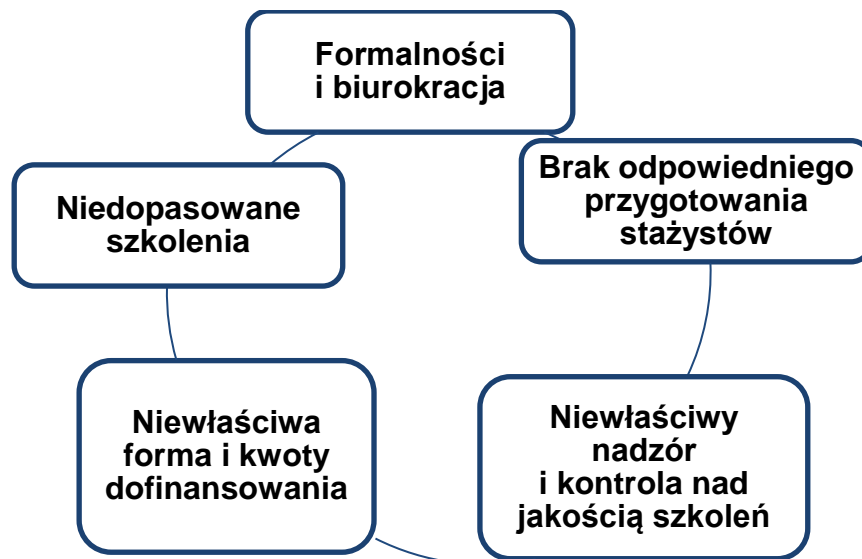 Formalności
i biurokracja
Brak odpowiedniego
przygotowania
stażystów
Niewłaściwy
nadzór
i kontrola nad
jakością szkoleń
Niewłaściwa
forma i kwoty
dofinansowania
Niedopasowane
szkolenia